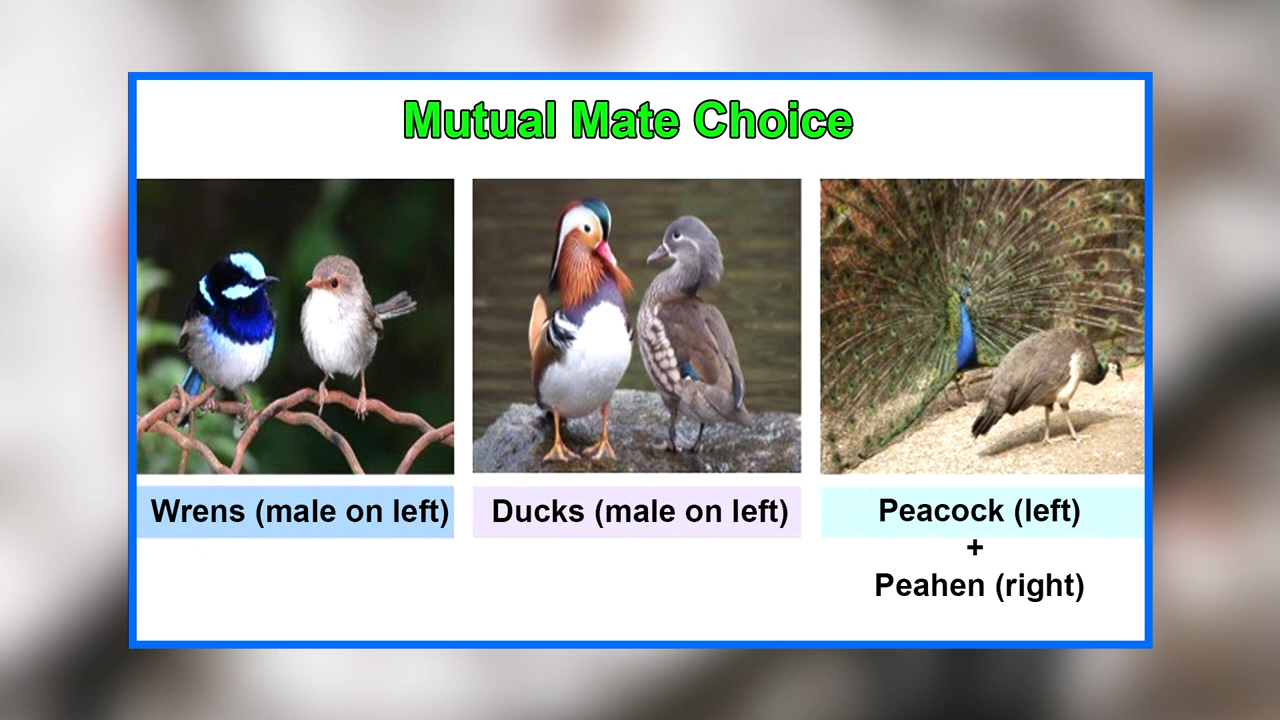 Mutual Mate Choice
Wrens (male on left)
Ducks (male on left)
Peacock (left)
+
Peahen (right)